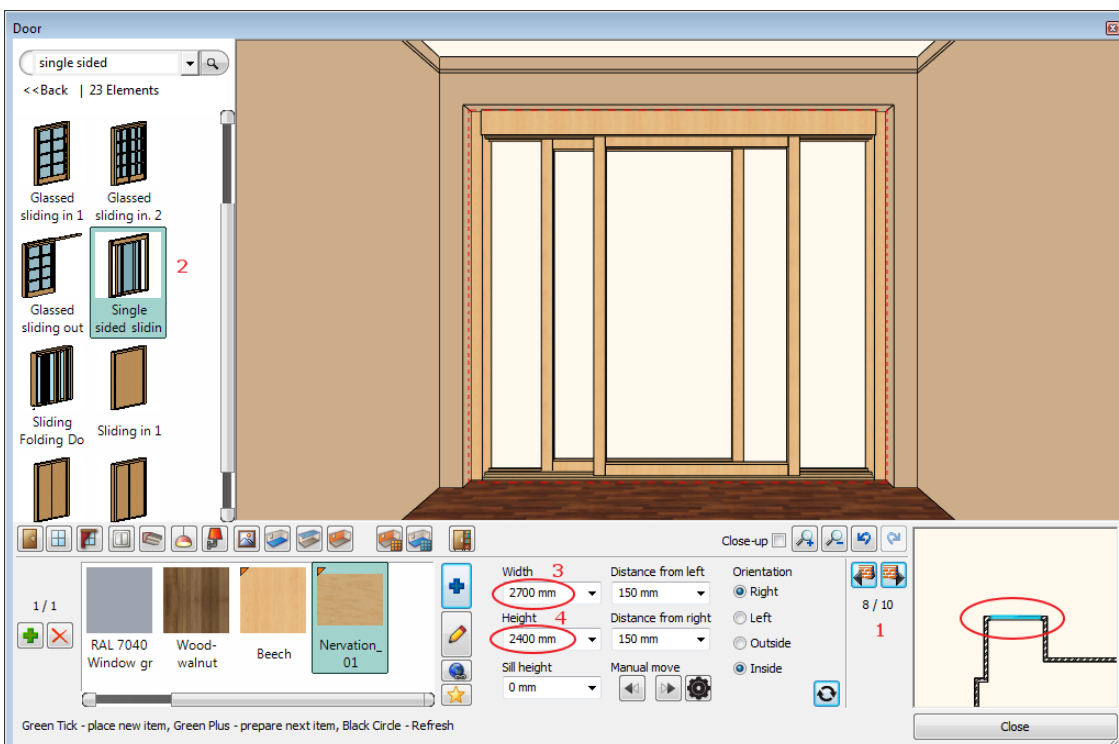 Door
single sided
<<Back | 23 Elements
Glassed
sliding in 1
Glassed
sliding in. 2
Glassed
sliding out
Single
sided slidin
2
Sliding
Folding Do
Sliding in 1
Close-up
1 / 1
RAL 7040
Window gr
Wood-
walnut
Beech
Nervation_
01
Width 3
2700 mm
Height 4
2400 mm
Sill height
0 mm
Distance from left
150 mm
Distance from right
150 mm
Manual move
Orientation
Right
Left
Outside
Inside
8 / 10
1
Green Tick - place new item, Green Plus - prepare next item, Black Circle - Refresh
Close